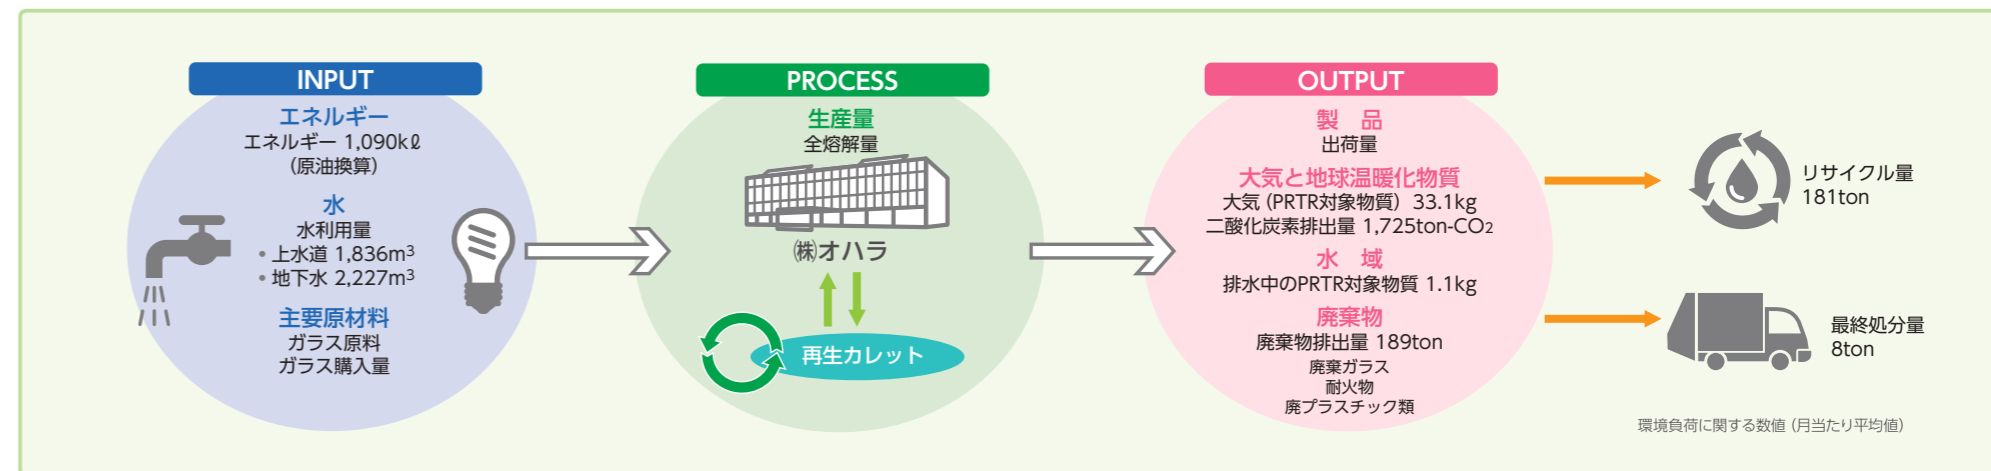 INPUT
エネルギー
エネルギー 1,090kℓ
(原油換算)
水
水利用量
・上水道 1,836m³
・地下水 2,227m³
主要原材料
ガラス原料
ガラス購入量
PROCESS
生産量
全熔解量
㈱オハラ
再生カレット
OUTPUT
製　品
出荷量
大気と地球温暖化物質
大気 (PRTR対象物質) 33.1kg
二酸化炭素排出量 1,725ton-CO₂
水　域
排水中のPRTR対象物質 1.1kg
廃棄物
廃棄物排出量 189ton
廃棄ガラス
耐火物
廃プラスチック類
リサイクル量
181ton
最終処分量
8ton
環境負荷に関する数値 (月当たり平均値)